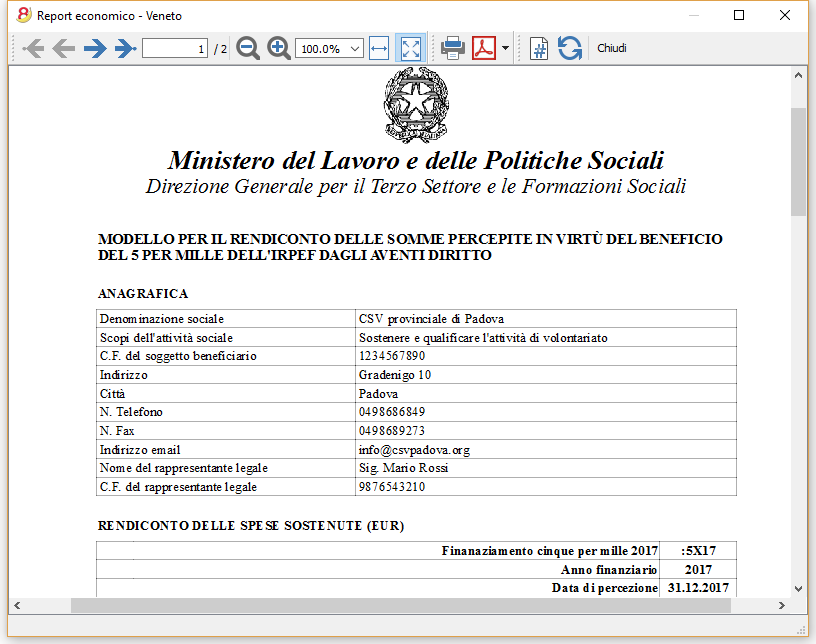 Report economico - Veneto
1 / 2 100.0% Chiudi
Ministero del Lavoro e delle Politiche Sociali
Direzione Generale per il Terzo Settore e le Formazioni Sociali
MODELLO PER IL RENDICONTO DELLE SOMME PERCEPITE IN VIRTÙ DEL BENEFICIO
DEL 5 PER MILLE DELL'IRPEF DAGLI AVENTI DIRITTO
ANAGRAFICA
Denominazione sociale CSV provinciale di Padova
Scopi dell'attività sociale Sostenere e qualificare l'attività di volontariato
C.F. del soggetto beneficiario 1234567890
Indirizzo Gradenigo 10
Città Padova
N. Telefono 0498686849
N. Fax 0498689273
Indirizzo email info@csvpadova.org
Nome del rappresentante legale Sig. Mario Rossi
C.F. del rappresentante legale 9876543210
RENDICONTO DELLE SPESE SOSTENUTE (EUR)
Finanaziamento cinque per mille 2017 :5X17
Anno finanziario 2017
Data di percezione 31.12.2017